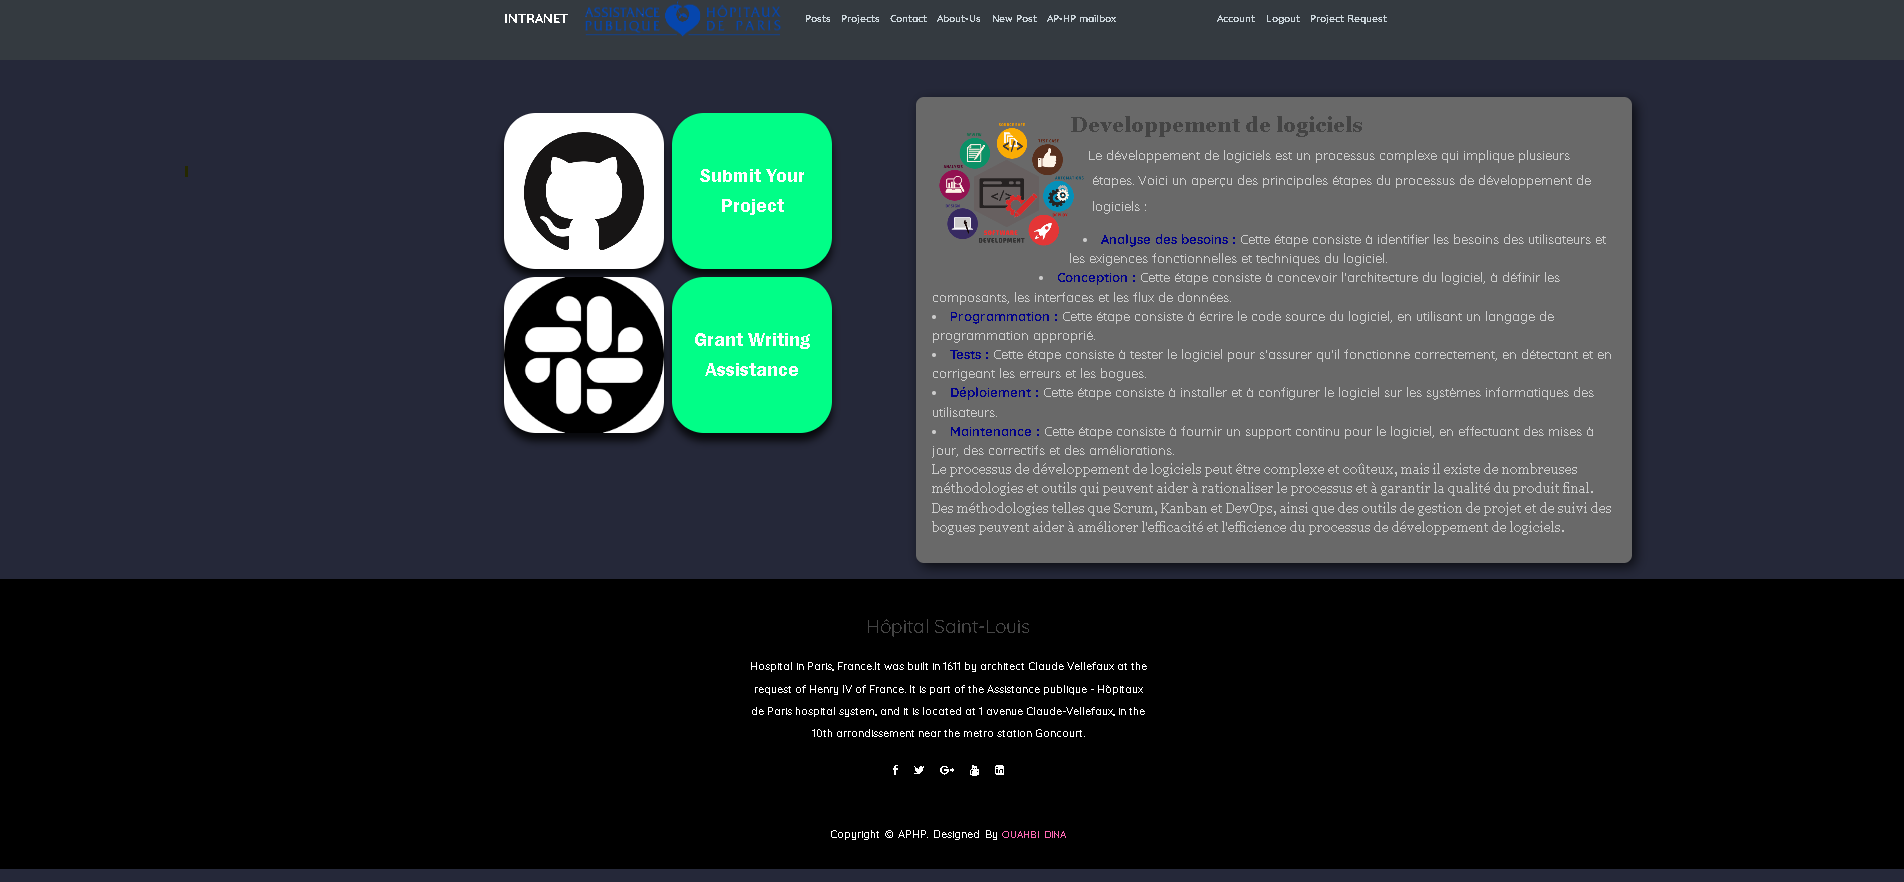 INTRANET ASSISTANCE HÔPITAUX Posts Projects Contact About-Us New Post AP-HP mailbox Account Logout Project Request
PUBLIQUE DE PARIS
Submit Your
Project
Grant Writing
Assistance
Developpement de logiciels
Le développement de logiciels est un processus complexe qui implique plusieurs
étapes. Voici un aperçu des principales étapes du processus de développement de
logiciels :
• Analyse des besoins : Cette étape consiste à identifier les besoins des utilisateurs et
les exigences fonctionnelles et techniques du logiciel.
• Conception : Cette étape consiste à concevoir l'architecture du logiciel, à définir les
composants, les interfaces et les flux de données.
• Programmation : Cette étape consiste à écrire le code source du logiciel, en utilisant un langage de
programmation approprié.
• Tests : Cette étape consiste à tester le logiciel pour s'assurer qu'il fonctionne correctement, en détectant et en
corrigeant les erreurs et les bogues.
• Déploiement : Cette étape consiste à installer et à configurer le logiciel sur les systèmes informatiques des
utilisateurs.
• Maintenance : Cette étape consiste à fournir un support continu pour le logiciel, en effectuant des mises à
jour, des correctifs et des améliorations.
Le processus de développement de logiciels peut être complexe et coûteux, mais il existe de nombreuses
méthodologies et outils qui peuvent aider à rationaliser le processus et à garantir la qualité du produit final.
Des méthodologies telles que Scrum, Kanban et DevOps, ainsi que des outils de gestion de projet et de suivi des
bogues peuvent aider à améliorer l'efficacité et l'efficience du processus de développement de logiciels.
DEVELOPMENT
Hôpital Saint-Louis
Hospital in Paris, France.It was built in 1611 by architect Claude Vellefaux at the
request of Henry IV of France. It is part of the Assistance publique - Hôpitaux
de Paris hospital system, and it is located at 1 avenue Claude-Vellefaux, in the
10th arrondissement near the metro station Goncourt.
Copyright © APHP. Designed By OUAHBI DINA